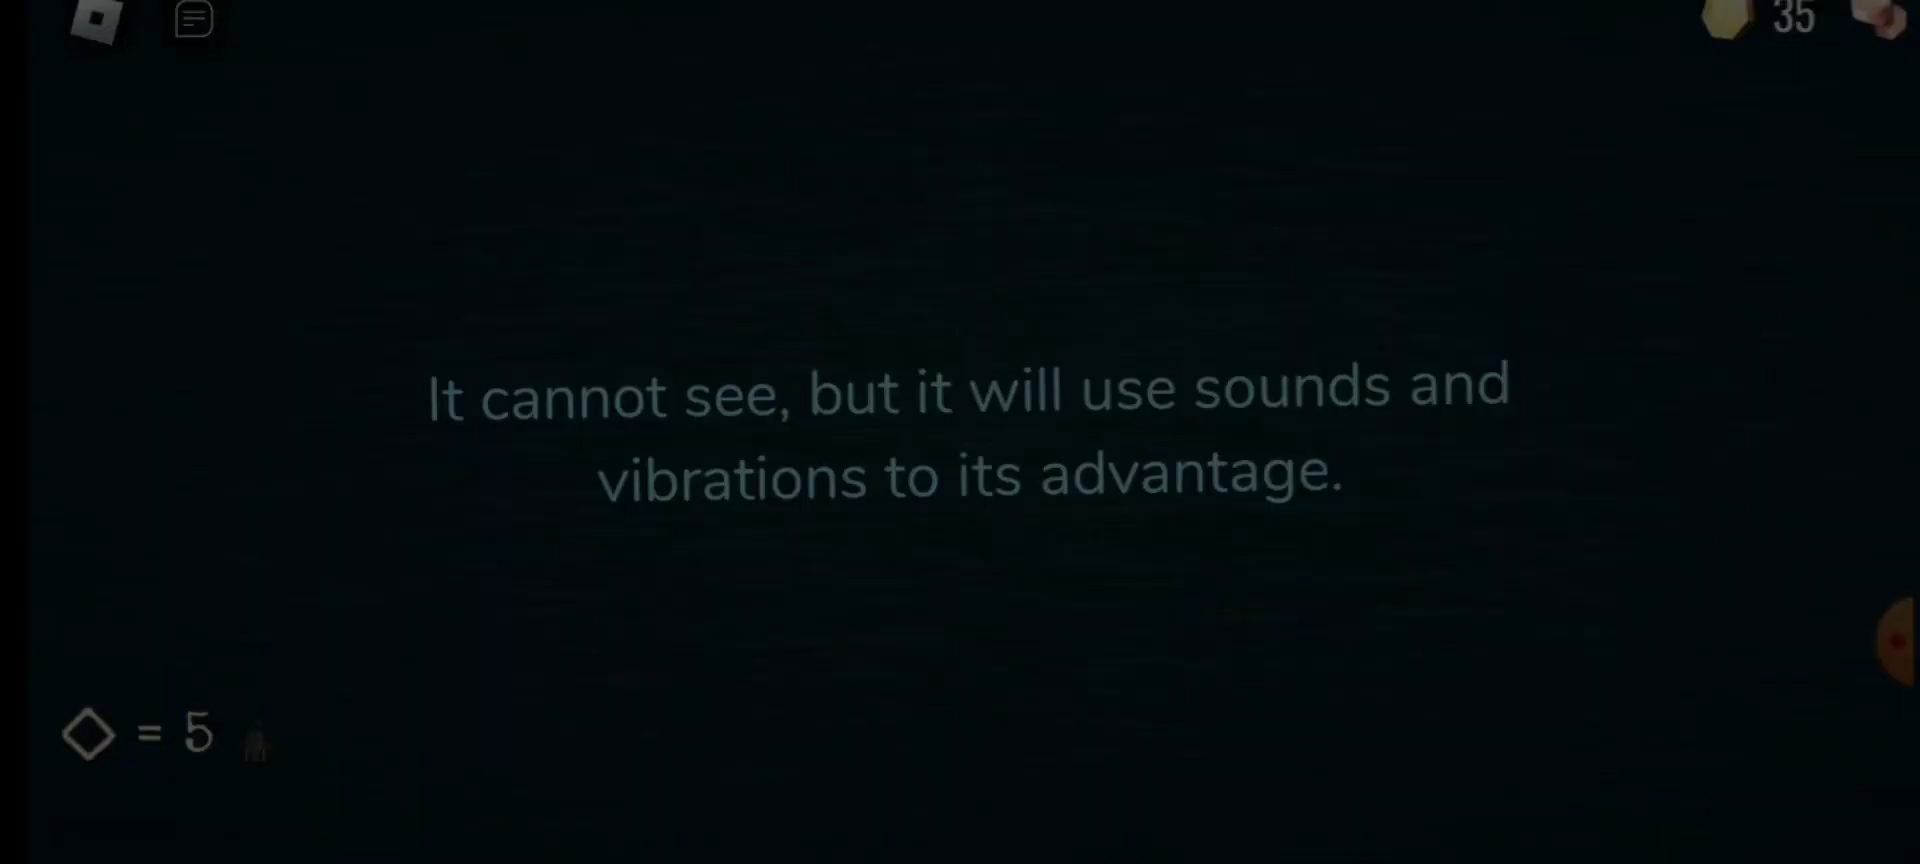 35
It cannot see, but it will use sounds and
vibrations to its advantage.
◇ = 5